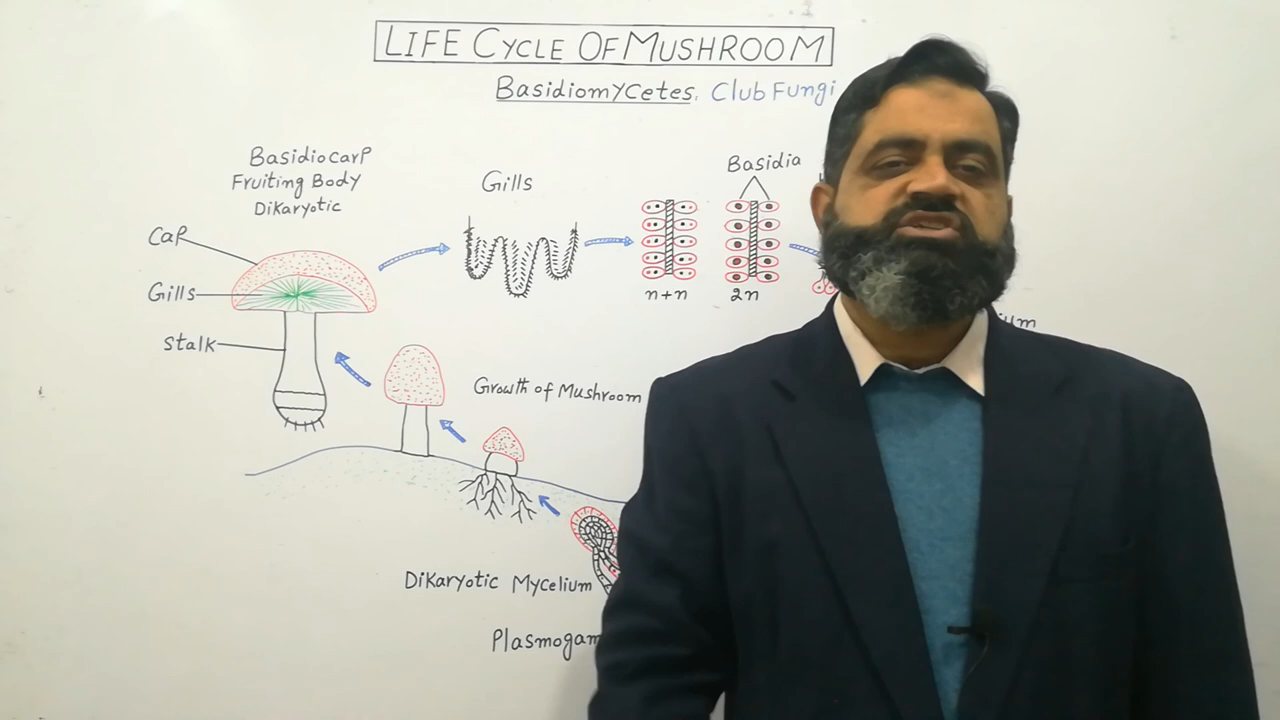 LIFE CYCLE OF MUSHROOM
Basidiomycetes, Club Fungi
Basidiocarp
Fruiting Body
Dikaryotic
Cap
Gills
Stalk
Gills
Basidia
n+n
2n
Growth of Mushroom
Dikaryotic Mycelium